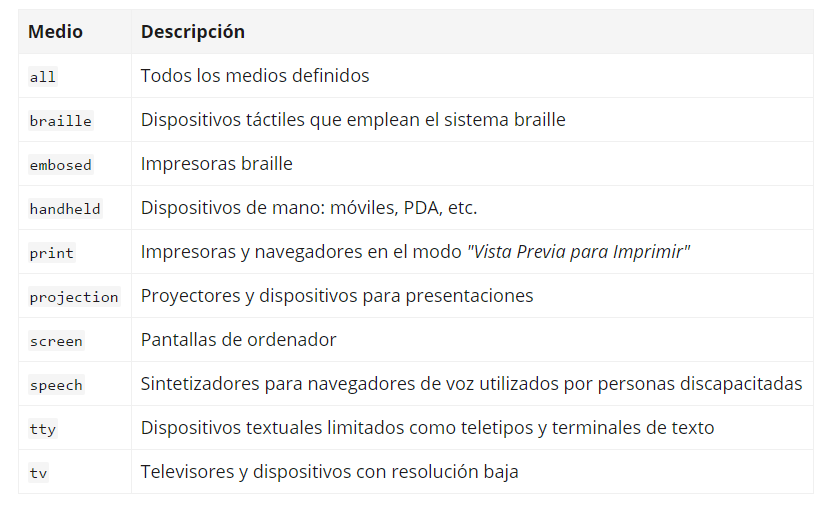 Medio Descripción
all Todos los medios definidos
braille Dispositivos táctiles que emplean el sistema braille
embosed Impresoras braille
handheld Dispositivos de mano: móviles, PDA, etc.
print Impresoras y navegadores en el modo "Vista Previa para Imprimir"
projection Proyectores y dispositivos para presentaciones
screen Pantallas de ordenador
speech Sintetizadores para navegadores de voz utilizados por personas discapacitadas
tty Dispositivos textuales limitados como teletipos y terminales de texto
tv Televisores y dispositivos con resolución baja